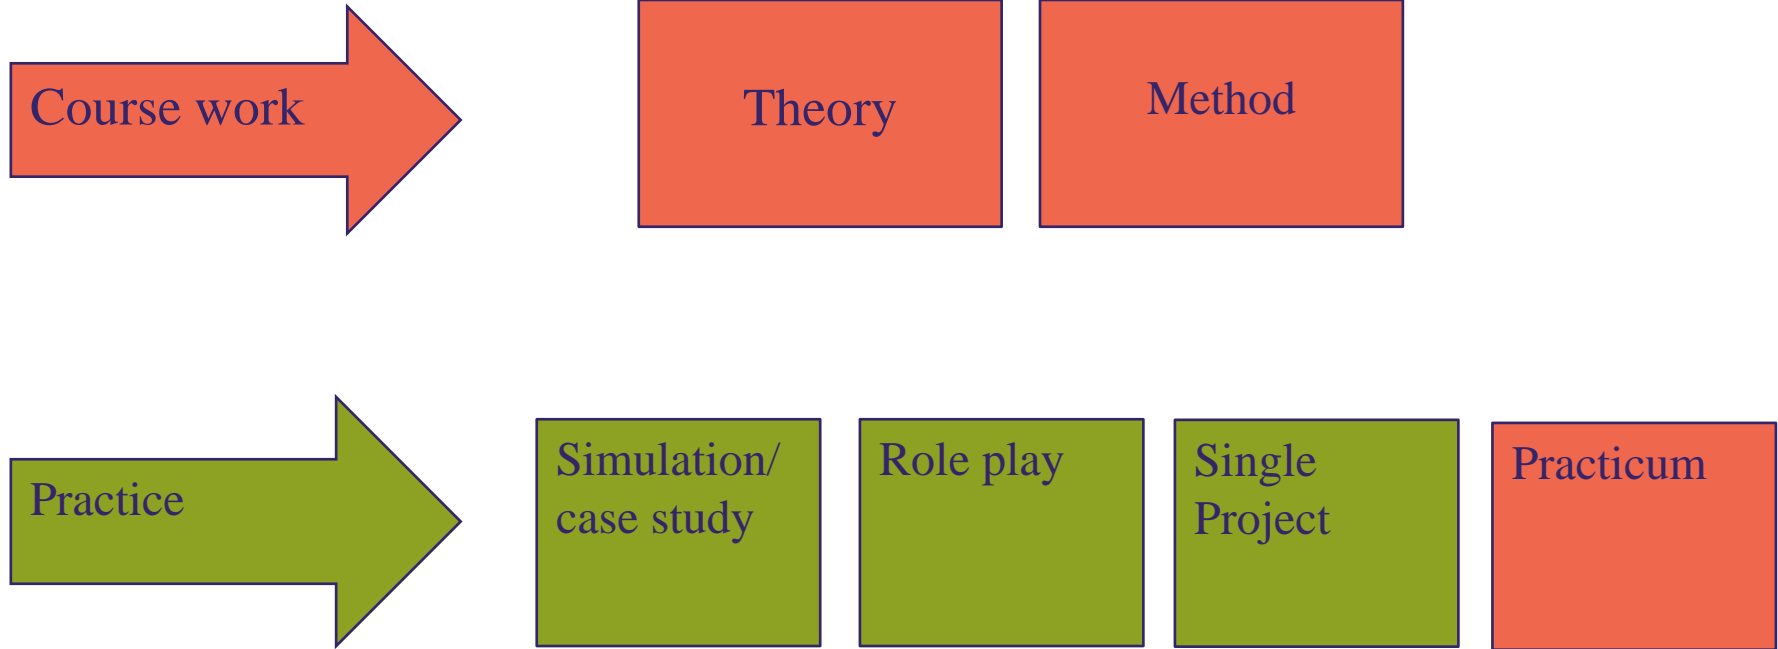 Course work
Theory
Method
Practice
Simulation/
case study
Role play
Single
Project
Practicum